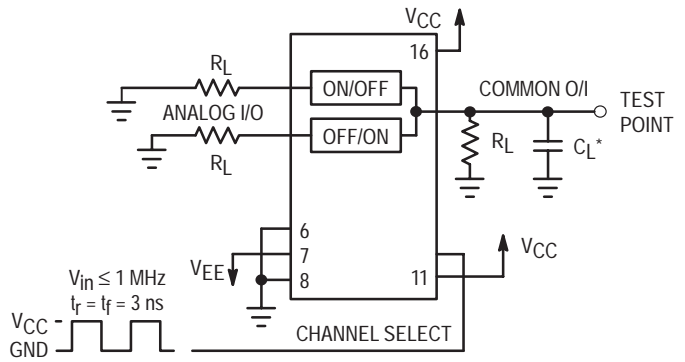 VCC
16
RL
ON/OFF
COMMON O/I
TEST
POINT
ANALOG I/O
OFF/ON
RL
RL
CL*
6
VEE
7
8
11
VCC
Vin ≤ 1 MHz
tr = tf = 3 ns
VCC
GND
CHANNEL SELECT